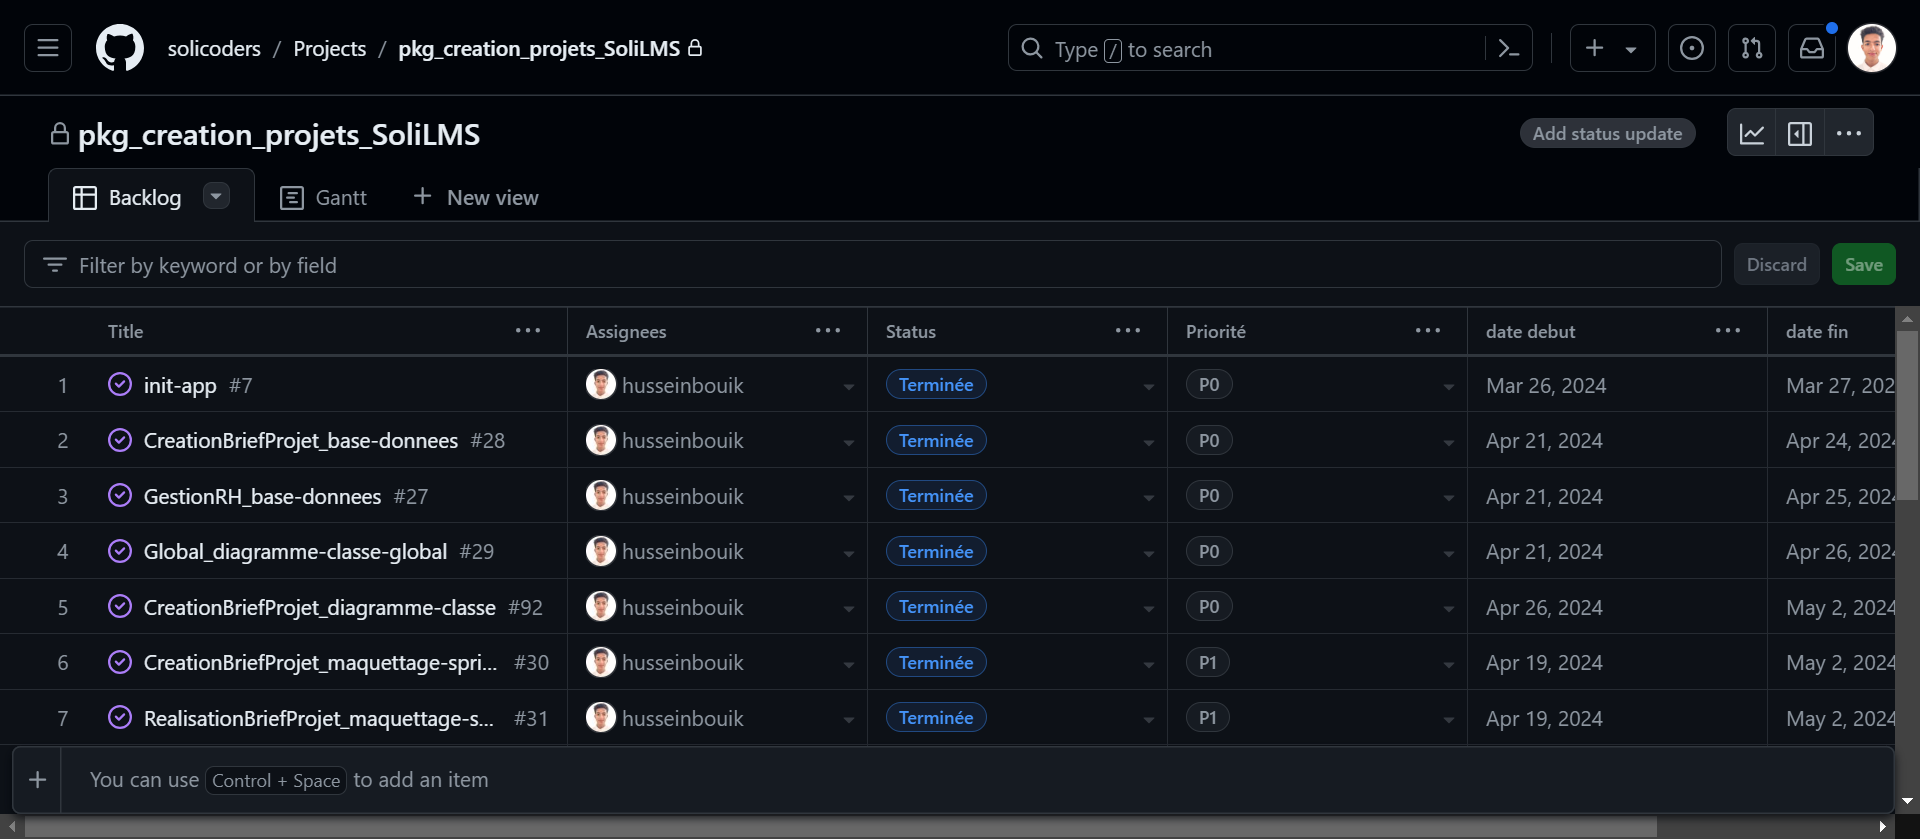 solicoders / Projects / pkg_creation_projets_SoliLMS
Type / to search
pkg_creation_projets_SoliLMS
Add status update
Backlog
Gantt
New view
Filter by keyword or by field
Discard
Save
Title Assignees Status Priorité date debut date fin
1 init-app #7 husseinbouik Terminée P0 Mar 26, 2024 Mar 27, 202
2 CreationBriefProjet_base-donnees #28 husseinbouik Terminée P0 Apr 21, 2024 Apr 24, 2024
3 GestionRH_base-donnees #27 husseinbouik Terminée P0 Apr 21, 2024 Apr 25, 2024
4 Global_diagramme-classe-global #29 husseinbouik Terminée P0 Apr 21, 2024 Apr 26, 2024
5 CreationBriefProjet_diagramme-classe #92 husseinbouik Terminée P0 Apr 26, 2024 May 2, 2024
6 CreationBriefProjet_maquettage-spri... #30 husseinbouik Terminée P1 Apr 19, 2024 May 2, 2024
7 RealisationBriefProjet_maquettage-s... #31 husseinbouik Terminée P1 Apr 19, 2024 May 2, 2024
You can use Control + Space to add an item